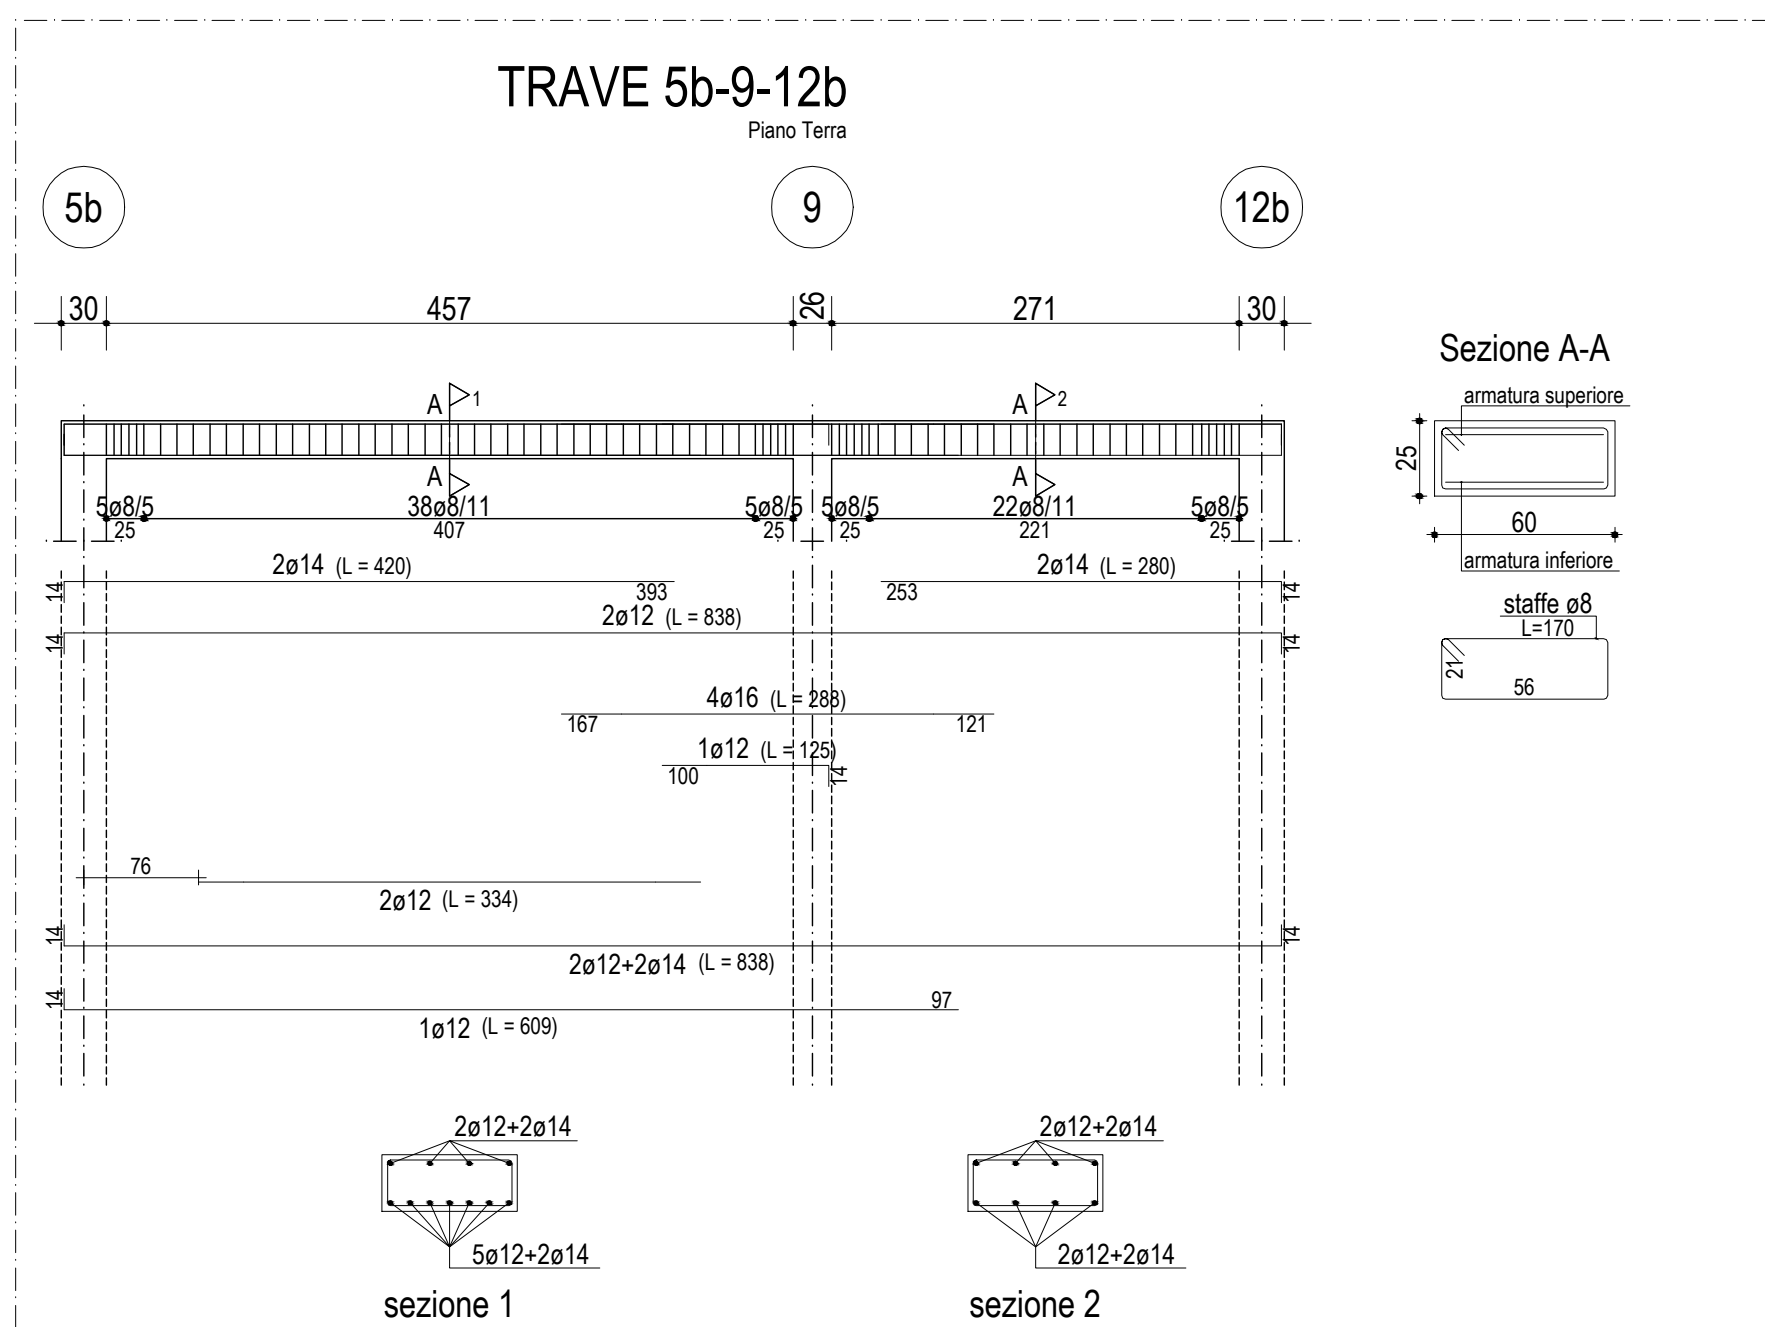 TRAVE 5b-9-12b
Piano Terra
5b
9
12b
30
457
26
271
30
Sezione A-A
armatura superiore
25
60
armatura inferiore
staffe ø8
L=170
21
56
A
1
A
2
A
A
5ø8/5
38ø8/11
5ø8/5
5ø8/5
22ø8/11
5ø8/5
25
407
25
25
221
25
2ø14 (L = 420)
2ø14 (L = 280)
14
393
253
14
2ø12 (L = 838)
14
14
4ø16 (L = 288)
167
121
1ø12 (L = 125)
100
14
76
2ø12 (L = 334)
14
14
2ø12+2ø14 (L = 838)
14
97
1ø12 (L = 609)
2ø12+2ø14
2ø12+2ø14
5ø12+2ø14
2ø12+2ø14
sezione 1
sezione 2